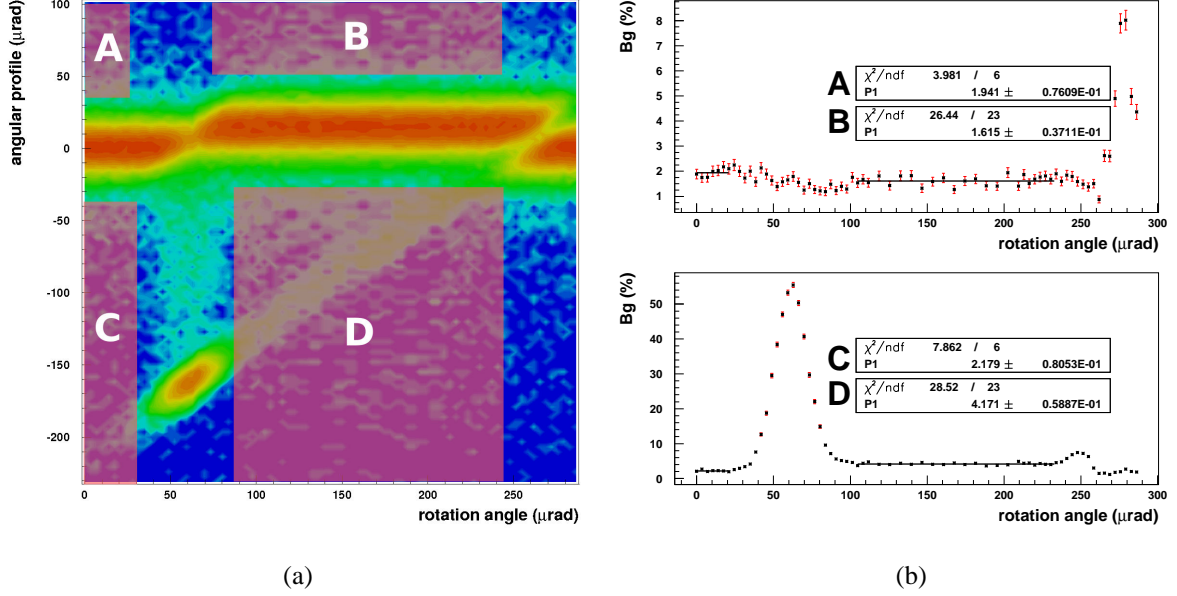 angular profile (μrad)
100
50
0
-50
-100
-150
-200
0
50
100
150
200
250
rotation angle (μrad)
A
B
C
D
(a)
Bg (%)
8
7
6
5
4
3
2
1
0
50
100
150
200
250
300
rotation angle (μrad)
A
χ²/ndf 3.981 / 6
P1 1.941 ± 0.7609E-01
B
χ²/ndf 26.44 / 23
P1 1.615 ± 0.3711E-01
Bg (%)
50
40
30
20
10
0
0
50
100
150
200
250
300
rotation angle (μrad)
C
χ²/ndf 7.862 / 6
P1 2.179 ± 0.8053E-01
D
χ²/ndf 28.52 / 23
P1 4.171 ± 0.5887E-01
(b)